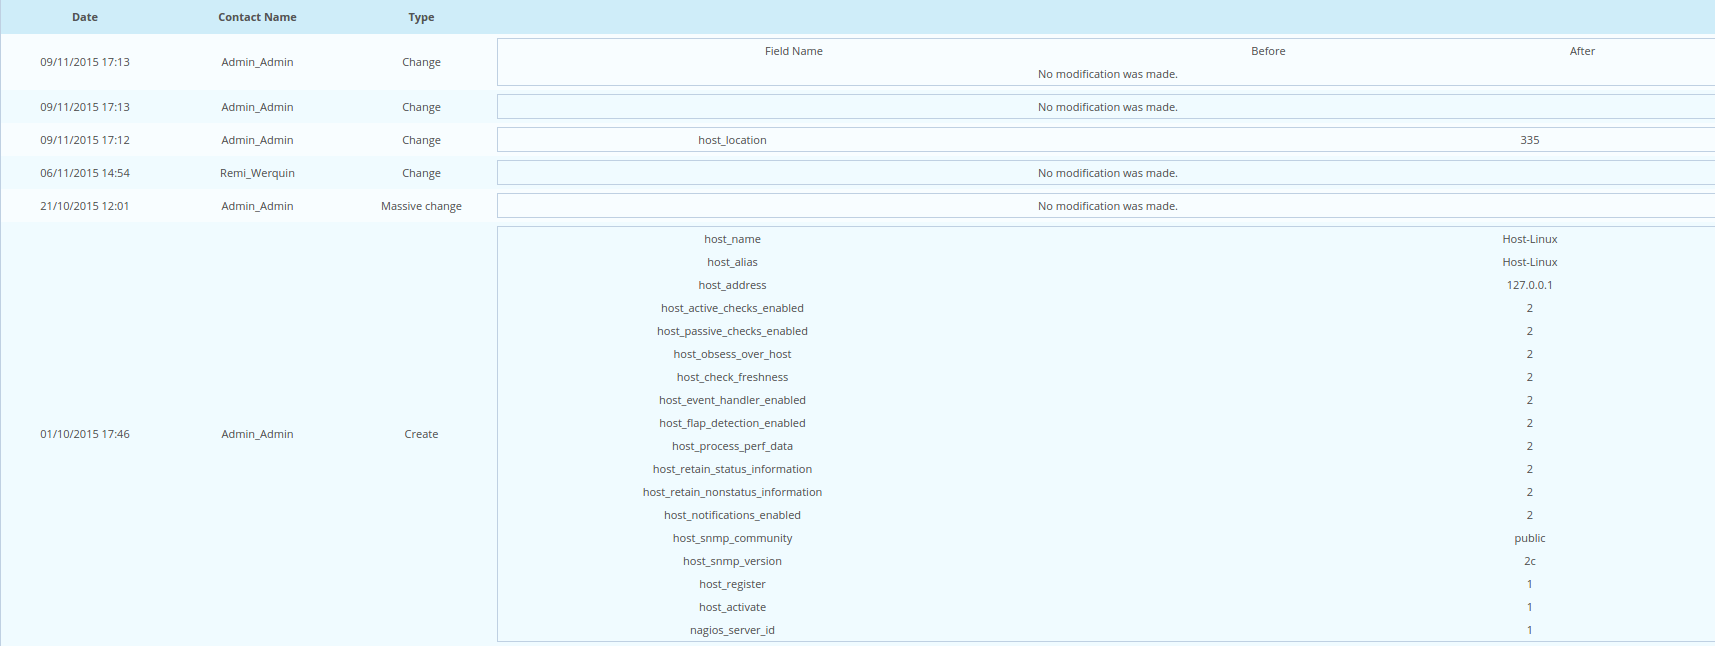 Date Contact Name Type
Field Name Before After
09/11/2015 17:13 Admin_Admin Change
No modification was made.
09/11/2015 17:13 Admin_Admin Change No modification was made.
09/11/2015 17:12 Admin_Admin Change host_location 335
06/11/2015 14:54 Remi_Werquin Change No modification was made.
21/10/2015 12:01 Admin_Admin Massive change No modification was made.
host_name Host-Linux
host_alias Host-Linux
host_address 127.0.0.1
host_active_checks_enabled 2
host_passive_checks_enabled 2
host_obsess_over_host 2
host_check_freshness 2
host_event_handler_enabled 2
host_flap_detection_enabled 2
01/10/2015 17:46 Admin_Admin Create
host_process_perf_data 2
host_retain_status_information 2
host_retain_nonstatus_information 2
host_notifications_enabled 2
host_snmp_community public
host_snmp_version 2c
host_register 1
host_activate 1
nagios_server_id 1